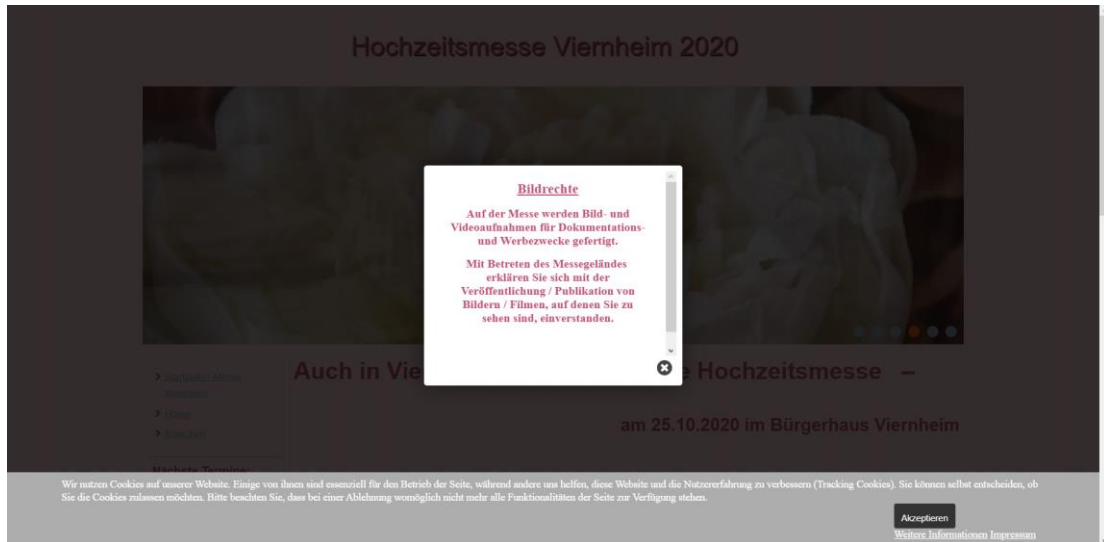 Hochzeitsmesse Viernheim 2020
Bildrechte
Auf der Messe werden Bild- und
Videoaufnahmen für Dokumentations-
und Werbezwecke gefertigt.
Mit Betreten des Messegeländes
erklären Sie sich mit der
Veröffentlichung / Publikation von
Bildern / Filmen, auf denen Sie zu
sehen sind, einverstanden.
Auch in Vie
e Hochzeitsmesse –
am 25.10.2020 im Bürgerhaus Viernheim
Home
Nächste Termine:
Wir nutzen Cookies auf unserer Website. Einige von ihnen sind essenziell für den Betrieb der Seite, während andere uns helfen, diese Website und die Nutzererfahrung zu verbessern (Tracking Cookies). Sie können selbst entscheiden, ob
Sie die Cookies zulassen möchten. Bitte beachten Sie, dass bei einer Ablehnung womöglich nicht mehr alle Funktionalitäten der Seite zur Verfügung stehen.
Akzeptieren
Weitere Informationen Impressum